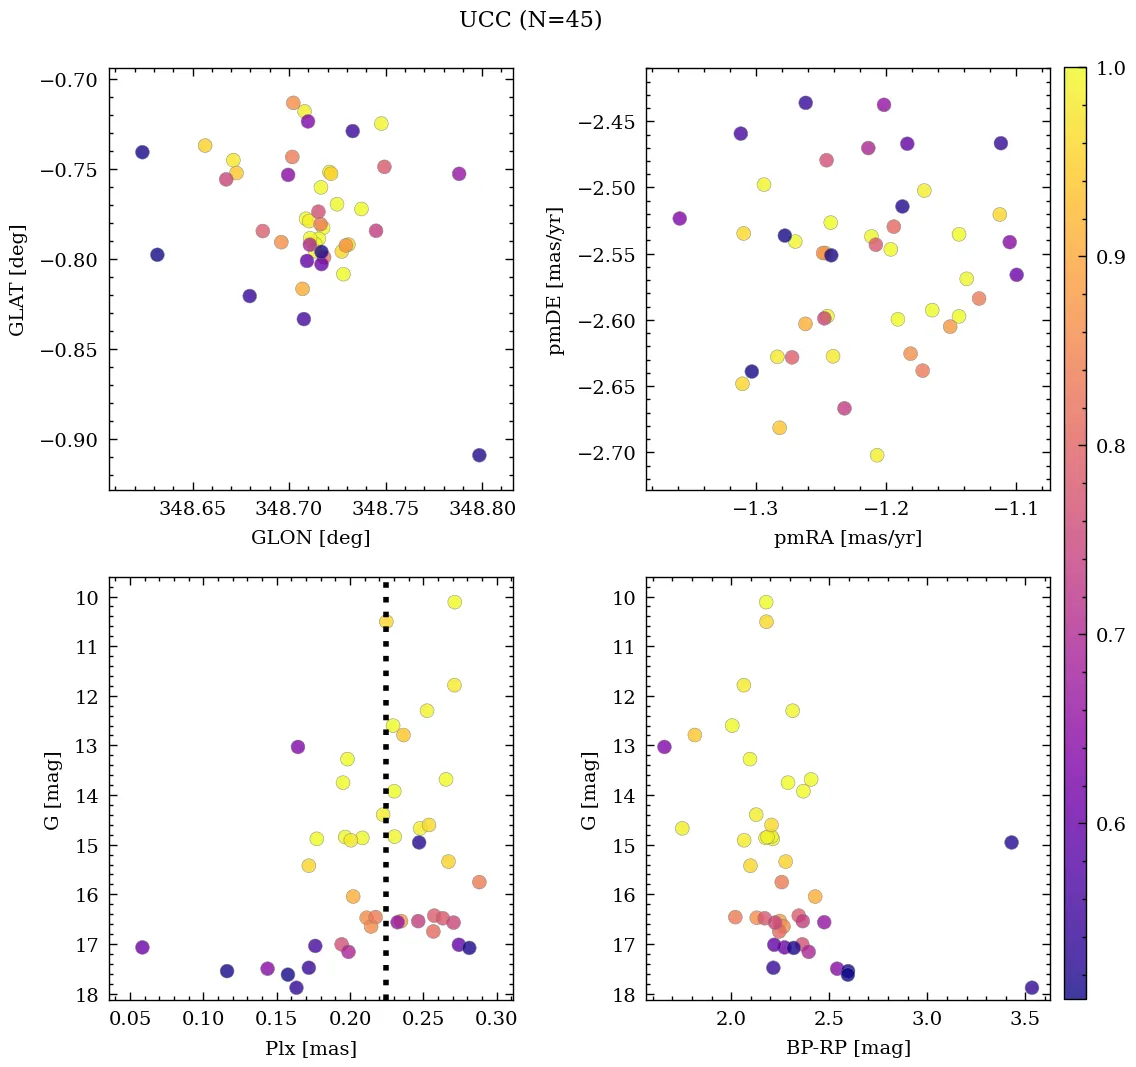 UCC (N=45)
−0.70
−0.75
−0.80
−0.85
−0.90
GLAT [deg]
348.65 348.70 348.75 348.80
GLON [deg]
−2.45
−2.50
−2.55
−2.60
−2.65
−2.70
pmDE [mas/yr]
−1.3 −1.2 −1.1
pmRA [mas/yr]
1.0
0.9
0.8
0.7
0.6
10
11
12
13
14
15
16
17
18
G [mag]
0.05 0.10 0.15 0.20 0.25 0.30
Plx [mas]
10
11
12
13
14
15
16
17
18
G [mag]
2.0 2.5 3.0 3.5
BP-RP [mag]